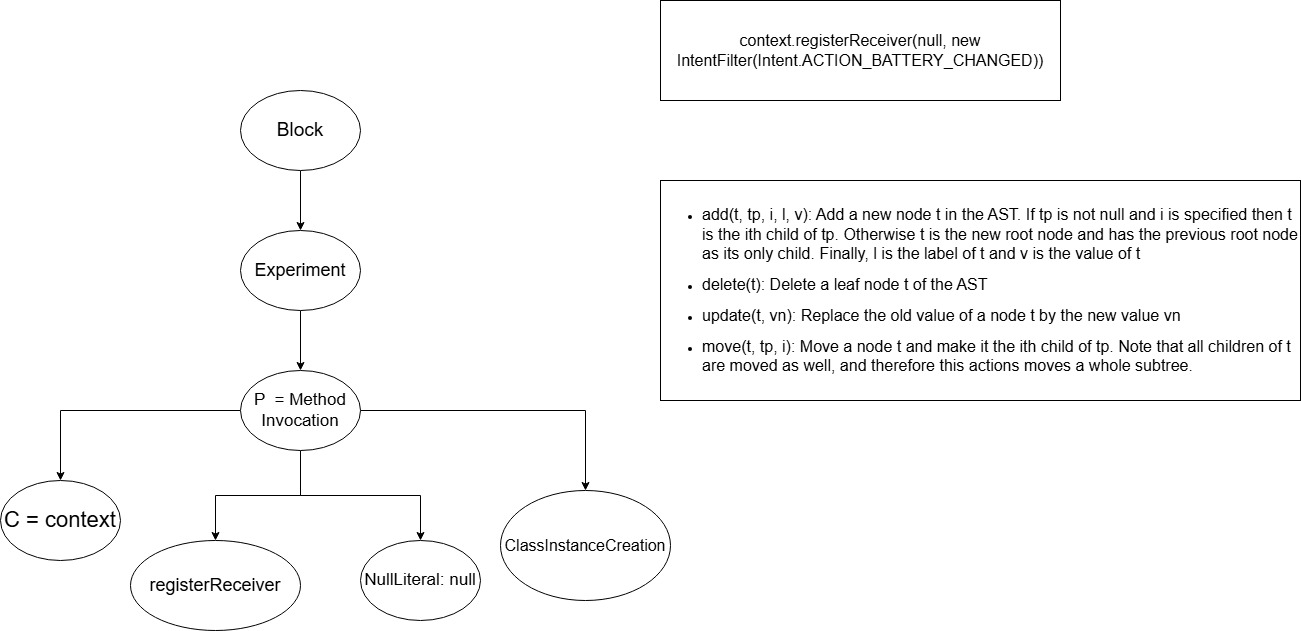 context.registerReceiver(null, new
IntentFilter(Intent.ACTION_BATTERY_CHANGED))
Block
Experiment
P = Method
Invocation
C = context
registerReceiver
NullLiteral: null
ClassInstanceCreation
• add(t, tp, i, l, v): Add a new node t in the AST. If tp is not null and i is specified then t
is the ith child of tp. Otherwise t is the new root node and has the previous root node
as its only child. Finally, l is the label of t and v is the value of t
• delete(t): Delete a leaf node t of the AST
• update(t, vn): Replace the old value of a node t by the new value vn
• move(t, tp, i): Move a node t and make it the ith child of tp. Note that all children of t
are moved as well, and therefore this actions moves a whole subtree.